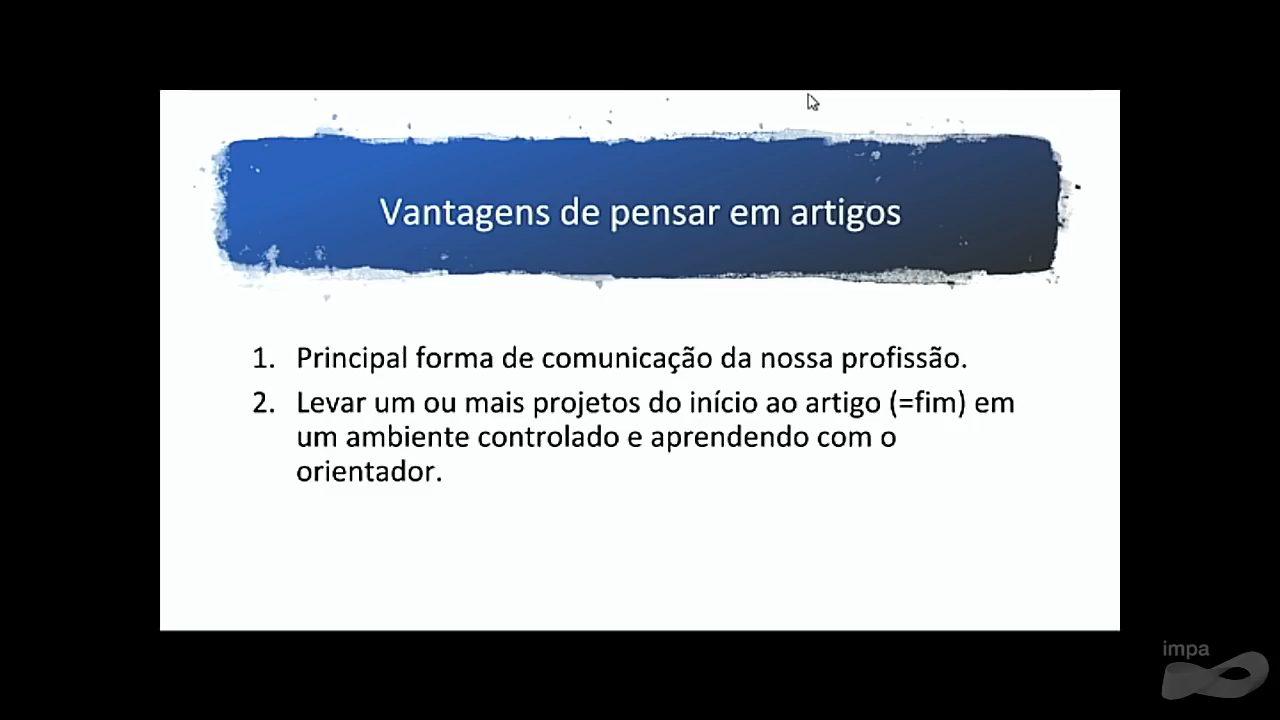 Vantagens de pensar em artigos
1. Principal forma de comunicação da nossa profissão.
2. Levar um ou mais projetos do início ao artigo (=fim) em
um ambiente controlado e aprendendo com o
orientador.
impa